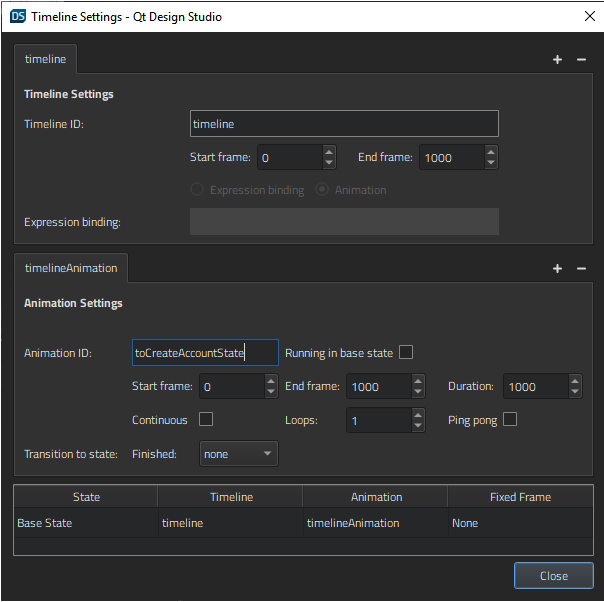 DS Timeline Settings - Qt Design Studio
timeline
Timeline Settings
Timeline ID: timeline
Start frame: 0 End frame: 1000
Expression binding Animation
Expression binding:
timelineAnimation
Animation Settings
Animation ID: toCreateAccountState Running in base state
Start frame: 0 End frame: 1000 Duration: 1000
Continuous Loops: 1 Ping pong
Transition to state: Finished: none
State Timeline Animation Fixed Frame
Base State timeline timelineAnimation None
Close